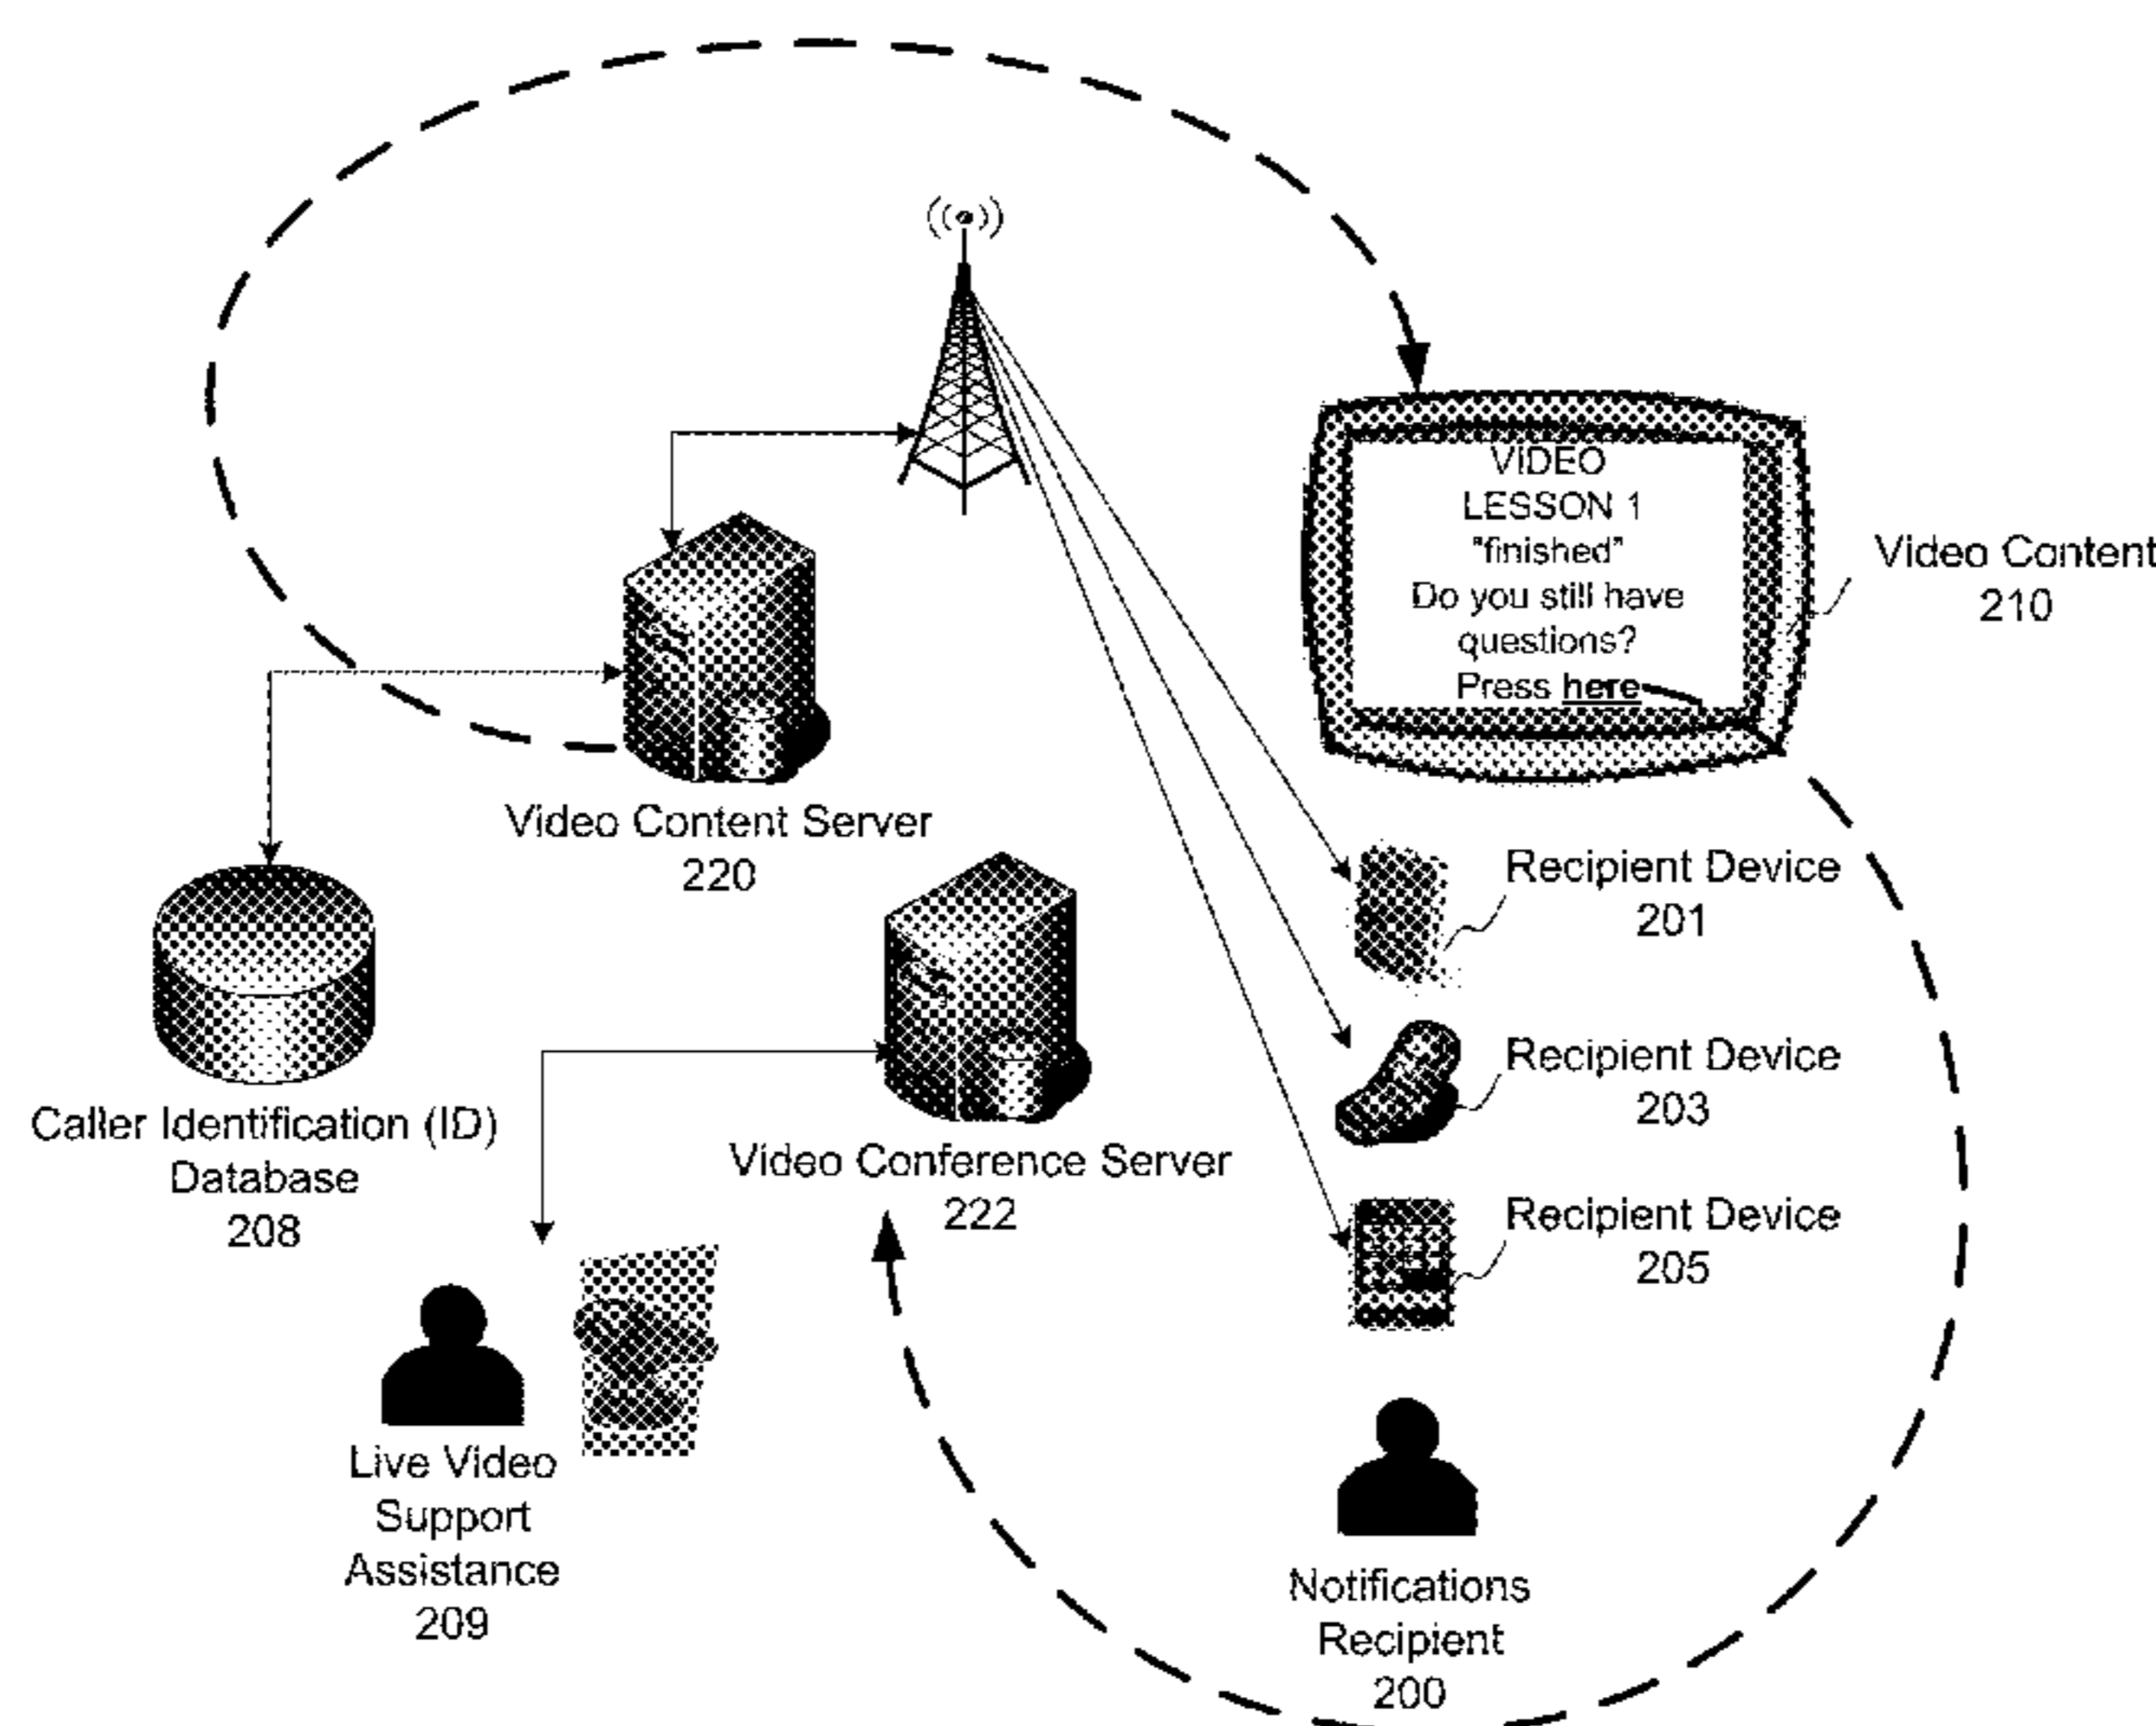 VIDEO
LESSON 1
"finished"
Do you still have
questions?
Press here
Video Content
210
Video Content Server
220
Recipient Device
201
Recipient Device
203
Recipient Device
205
Caller Identification (ID)
Database
208
Video Conference Server
222
Live Video
Support
Assistance
209
Notifications
Recipient
200